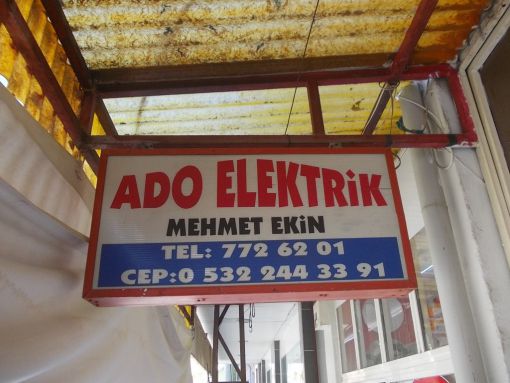 ADO ELEKTRiK
MEHMET EKiN
TEL: 772 62 01
CEP:0 532 244 33 91